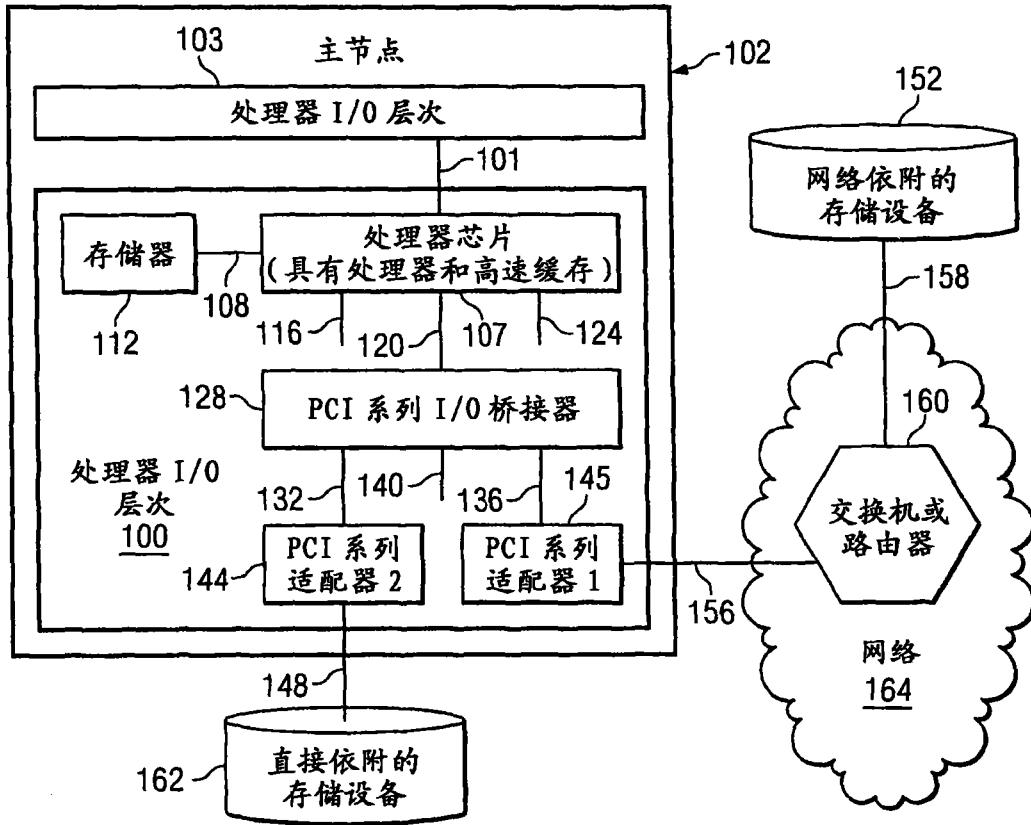 103
主节点
102
处理器 I/O 层次
152
网络依附的
存储设备
101
存储器
处理器芯片
(具有处理器和高速缓存)
108
112
116
120
107
124
158
128
PCI 系列 I/O 桥接器
160
处理器 I/O
层次
100
132
140
136
145
交换机或
路由器
144
PCI 系列
适配器 2
PCI 系列
适配器 1
156
网络
164
148
162
直接依附的
存储设备